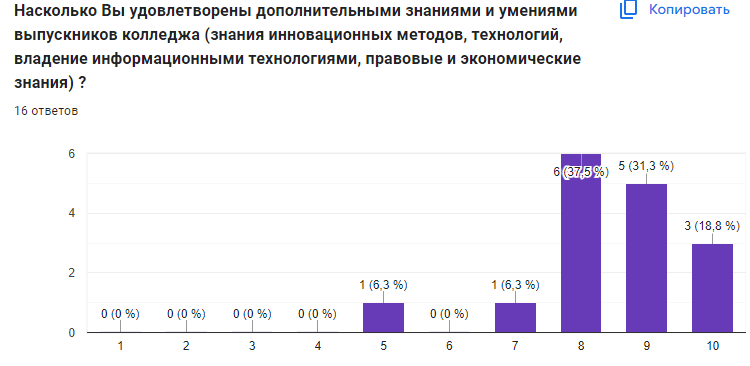 Насколько Вы удовлетворены дополнительными знаниями и умениями
Копировать
выпускников колледжа (знания инновационных методов, технологий,
владение информационными технологиями, правовые и экономические
знания) ?
16 ответов
6
4
2
0
0 (0 %)
0 (0 %)
0 (0 %)
0 (0 %)
1 (6,3 %)
0 (0 %)
1 (6,3 %)
6 (37,5 %)
5 (31,3 %)
3 (18,8 %)
1
2
3
4
5
6
7
8
9
10